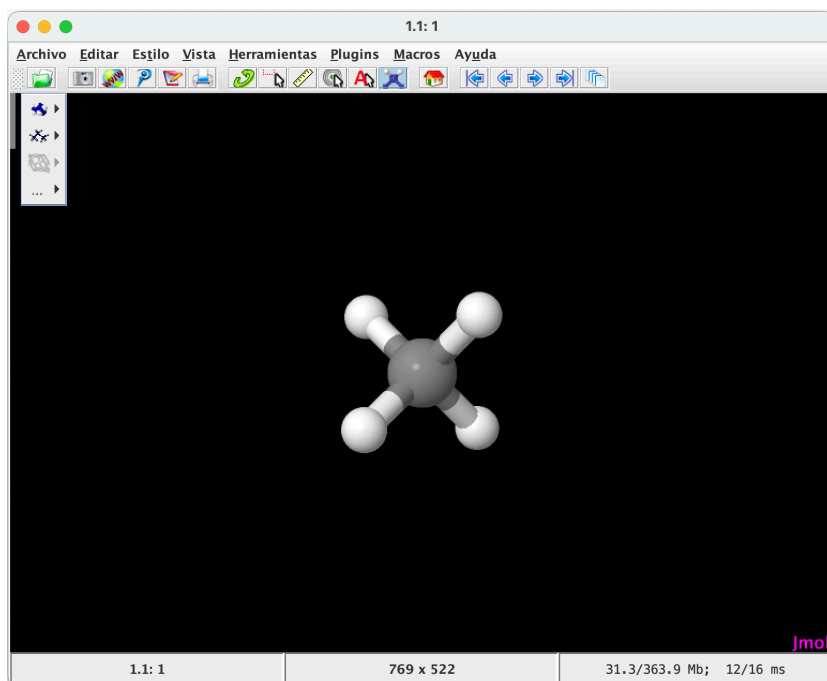 1.1: 1
Archivo Editar Estilo Vista Herramientas Plugins Macros Ayuda
...
Jmol
1.1: 1 769 x 522 31.3/363.9 Mb; 12/16 ms